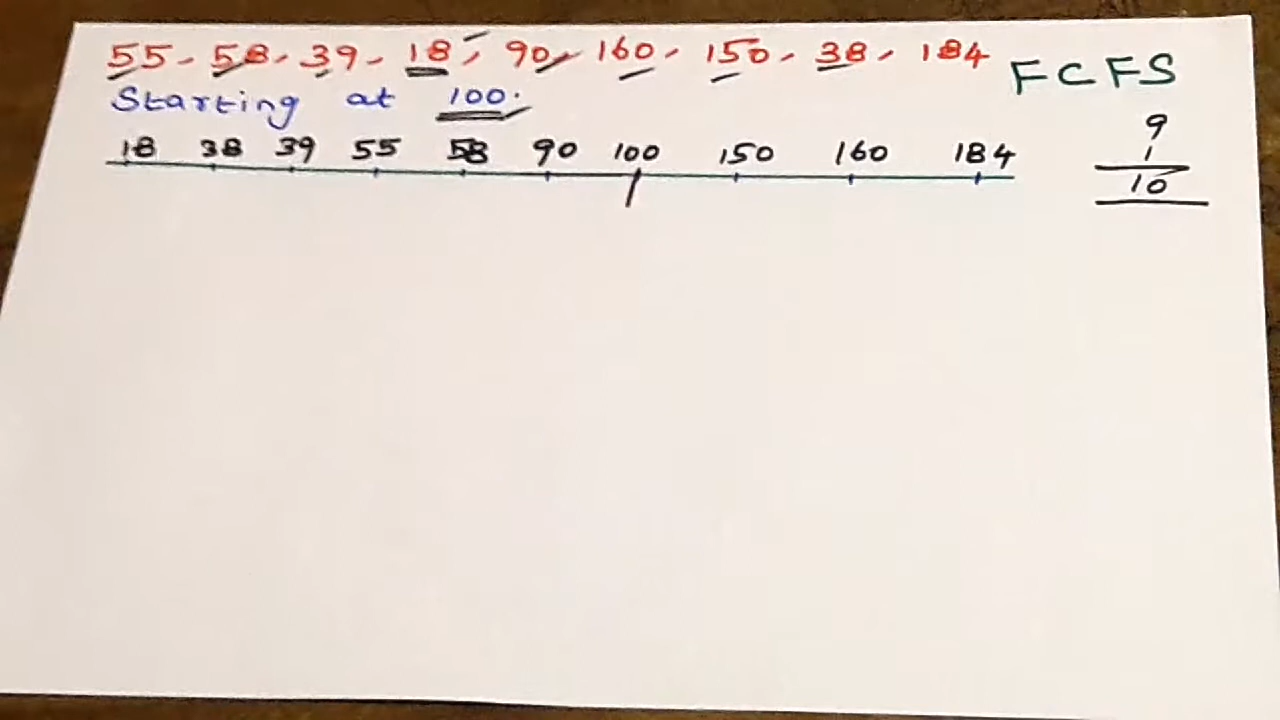 55, 58, 39, 18, 90, 160, 150, 38, 184
FCFS
Starting at 100.
18 38 39 55 58 90 100 150 160 184
9
1
10